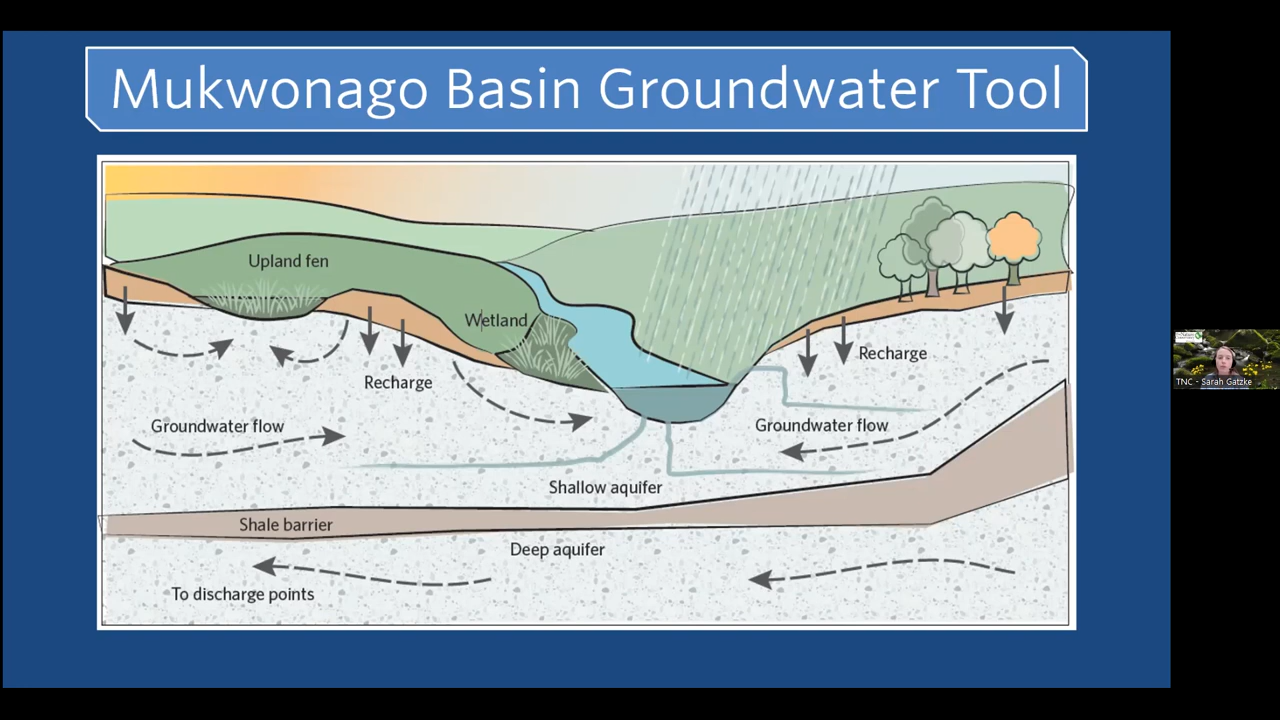 Mukwonago Basin Groundwater Tool
Upland fen
Wetland
Recharge
Recharge
Groundwater flow
Groundwater flow
Shallow aquifer
Shale barrier
Deep aquifer
To discharge points
TNC - Sarah Gatzke